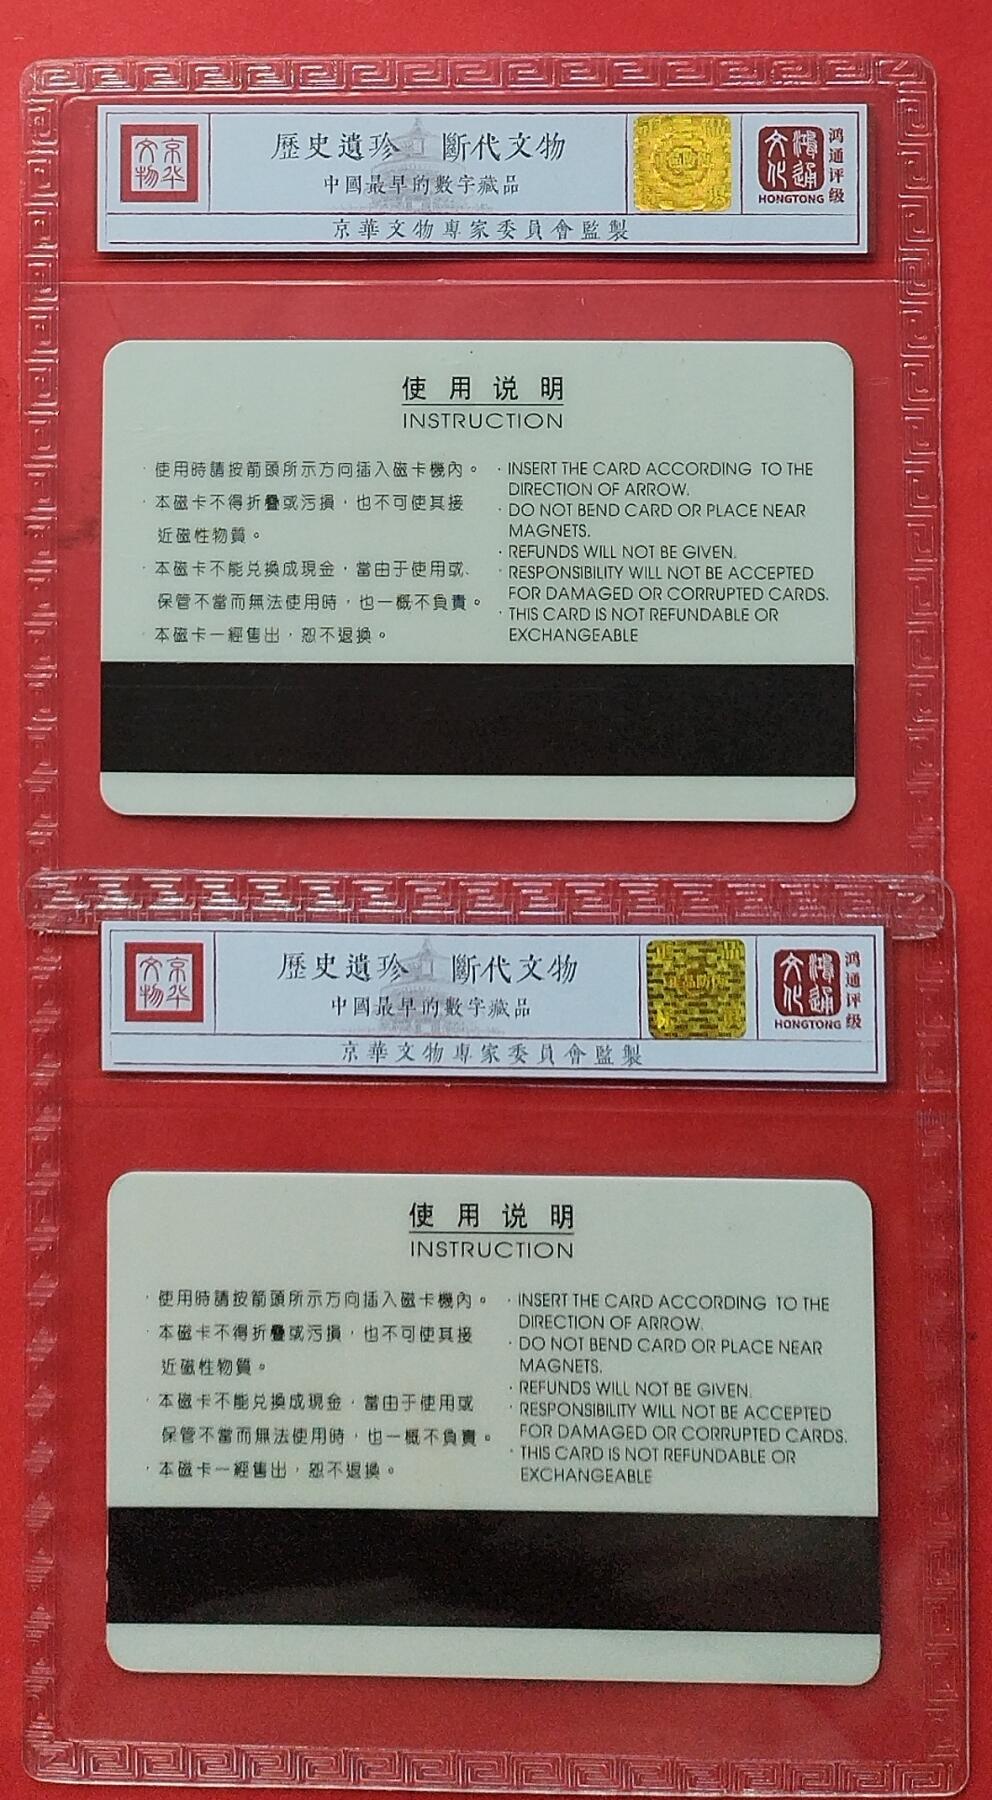 京华文物
歷史遺珍 斷代文物
中國最早的數字藏品
京華文物專家委員會監製
鴻通文化
HONGTONG
鸿通评级
使用说明
INSTRUCTION
·使用時請按箭頭所示方向插入磁卡機內。
·本磁卡不得折疊或污損，也不可使其接
近磁性物質。
·本磁卡不能兑換成現金，當由于使用或
保管不當而無法使用時，也一概不負責。
·本磁卡一經售出，恕不退換。
·INSERT THE CARD ACCORDING TO THE
DIRECTION OF ARROW.
·DO NOT BEND CARD OR PLACE NEAR
MAGNETS.
·REFUNDS WILL NOT BE GIVEN.
·RESPONSIBILITY WILL NOT BE ACCEPTED
FOR DAMAGED OR CORRUPTED CARDS.
·THIS CARD IS NOT REFUNDABLE OR
EXCHANGEABLE
京华文物
歷史遺珍 斷代文物
中國最早的數字藏品
京華文物專家委員會監製
鴻通文化
HONGTONG
鸿通评级
使用说明
INSTRUCTION
·使用時請按箭頭所示方向插入磁卡機內。
·本磁卡不得折疊或污損，也不可使其接
近磁性物質。
·本磁卡不能兑換成現金，當由于使用或
保管不當而無法使用時，也一概不負責。
·本磁卡一經售出，恕不退換。
·INSERT THE CARD ACCORDING TO THE
DIRECTION OF ARROW.
·DO NOT BEND CARD OR PLACE NEAR
MAGNETS.
·REFUNDS WILL NOT BE GIVEN.
·RESPONSIBILITY WILL NOT BE ACCEPTED
FOR DAMAGED OR CORRUPTED CARDS.
·THIS CARD IS NOT REFUNDABLE OR
EXCHANGEABLE